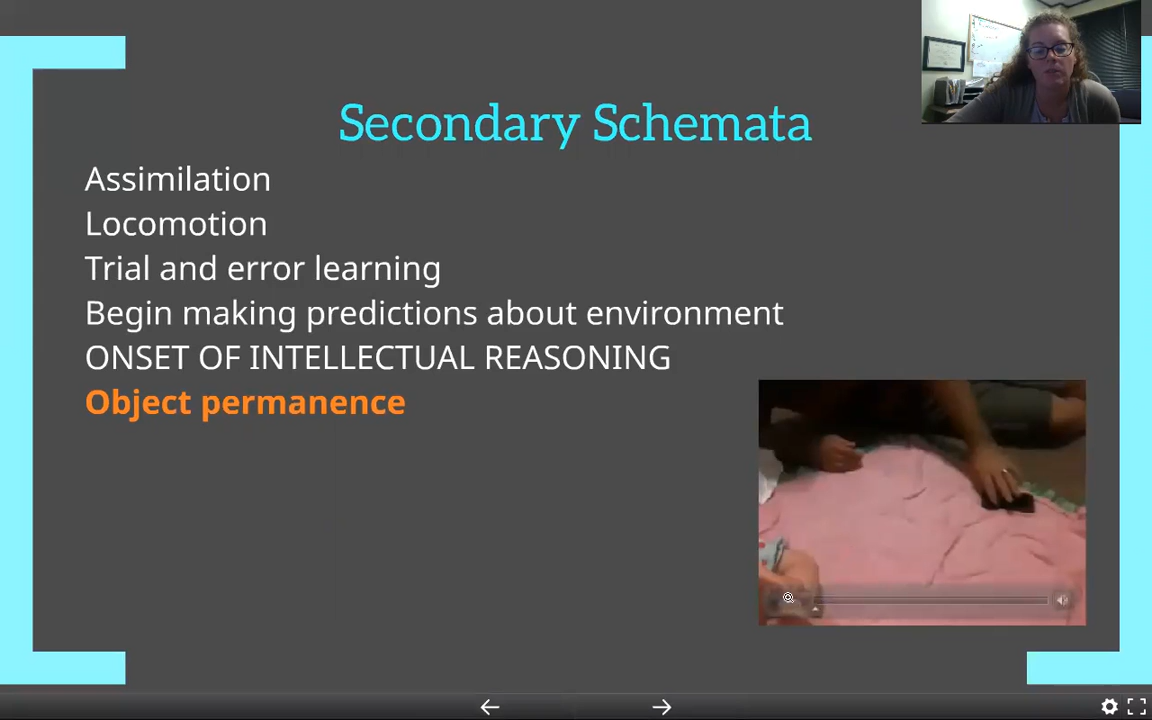 Secondary Schemata
Assimilation
Locomotion
Trial and error learning
Begin making predictions about environment
ONSET OF INTELLECTUAL REASONING
Object permanence